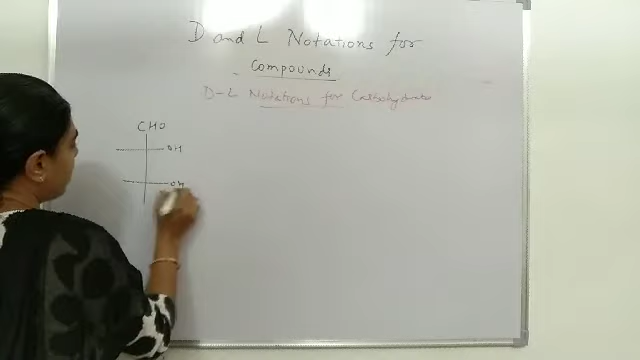 D and L Notations for
Compounds
D-L Notations for Carbohydrates
CHO
OH
OH